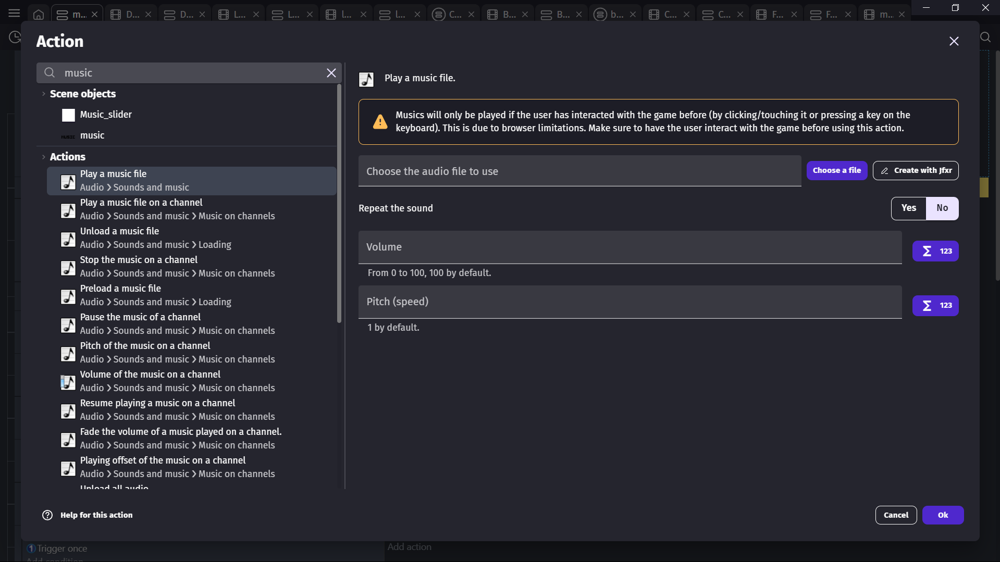 m...
D...
D...
L...
L...
l...
l...
C...
B...
B...
b...
C...
C...
F...
F...
m...
Action
music
Scene objects
Music_slider
MUSIC music
Actions
Play a music file
Audio > Sounds and music
Play a music file on a channel
Audio > Sounds and music > Music on channels
Unload a music file
Audio > Sounds and music > Loading
Stop the music on a channel
Audio > Sounds and music > Music on channels
Preload a music file
Audio > Sounds and music > Loading
Pause the music of a channel
Audio > Sounds and music > Music on channels
Pitch of the music on a channel
Audio > Sounds and music > Music on channels
Volume of the music on a channel
Audio > Sounds and music > Music on channels
Resume playing a music on a channel
Audio > Sounds and music > Music on channels
Fade the volume of a music played on a channel.
Audio > Sounds and music > Music on channels
Playing offset of the music on a channel
Audio > Sounds and music > Music on channels
Unload all audio
Play a music file.
Musics will only be played if the user has interacted with the game before (by clicking/touching it or pressing a key on the
keyboard). This is due to browser limitations. Make sure to have the user interact with the game before using this action.
Choose the audio file to use
Choose a file
Create with Jfxr
Repeat the sound
Yes
No
Volume
Σ 123
From 0 to 100, 100 by default.
Pitch (speed)
Σ 123
1 by default.
Help for this action
Cancel
Ok
1 Trigger once
Add condition
Add action